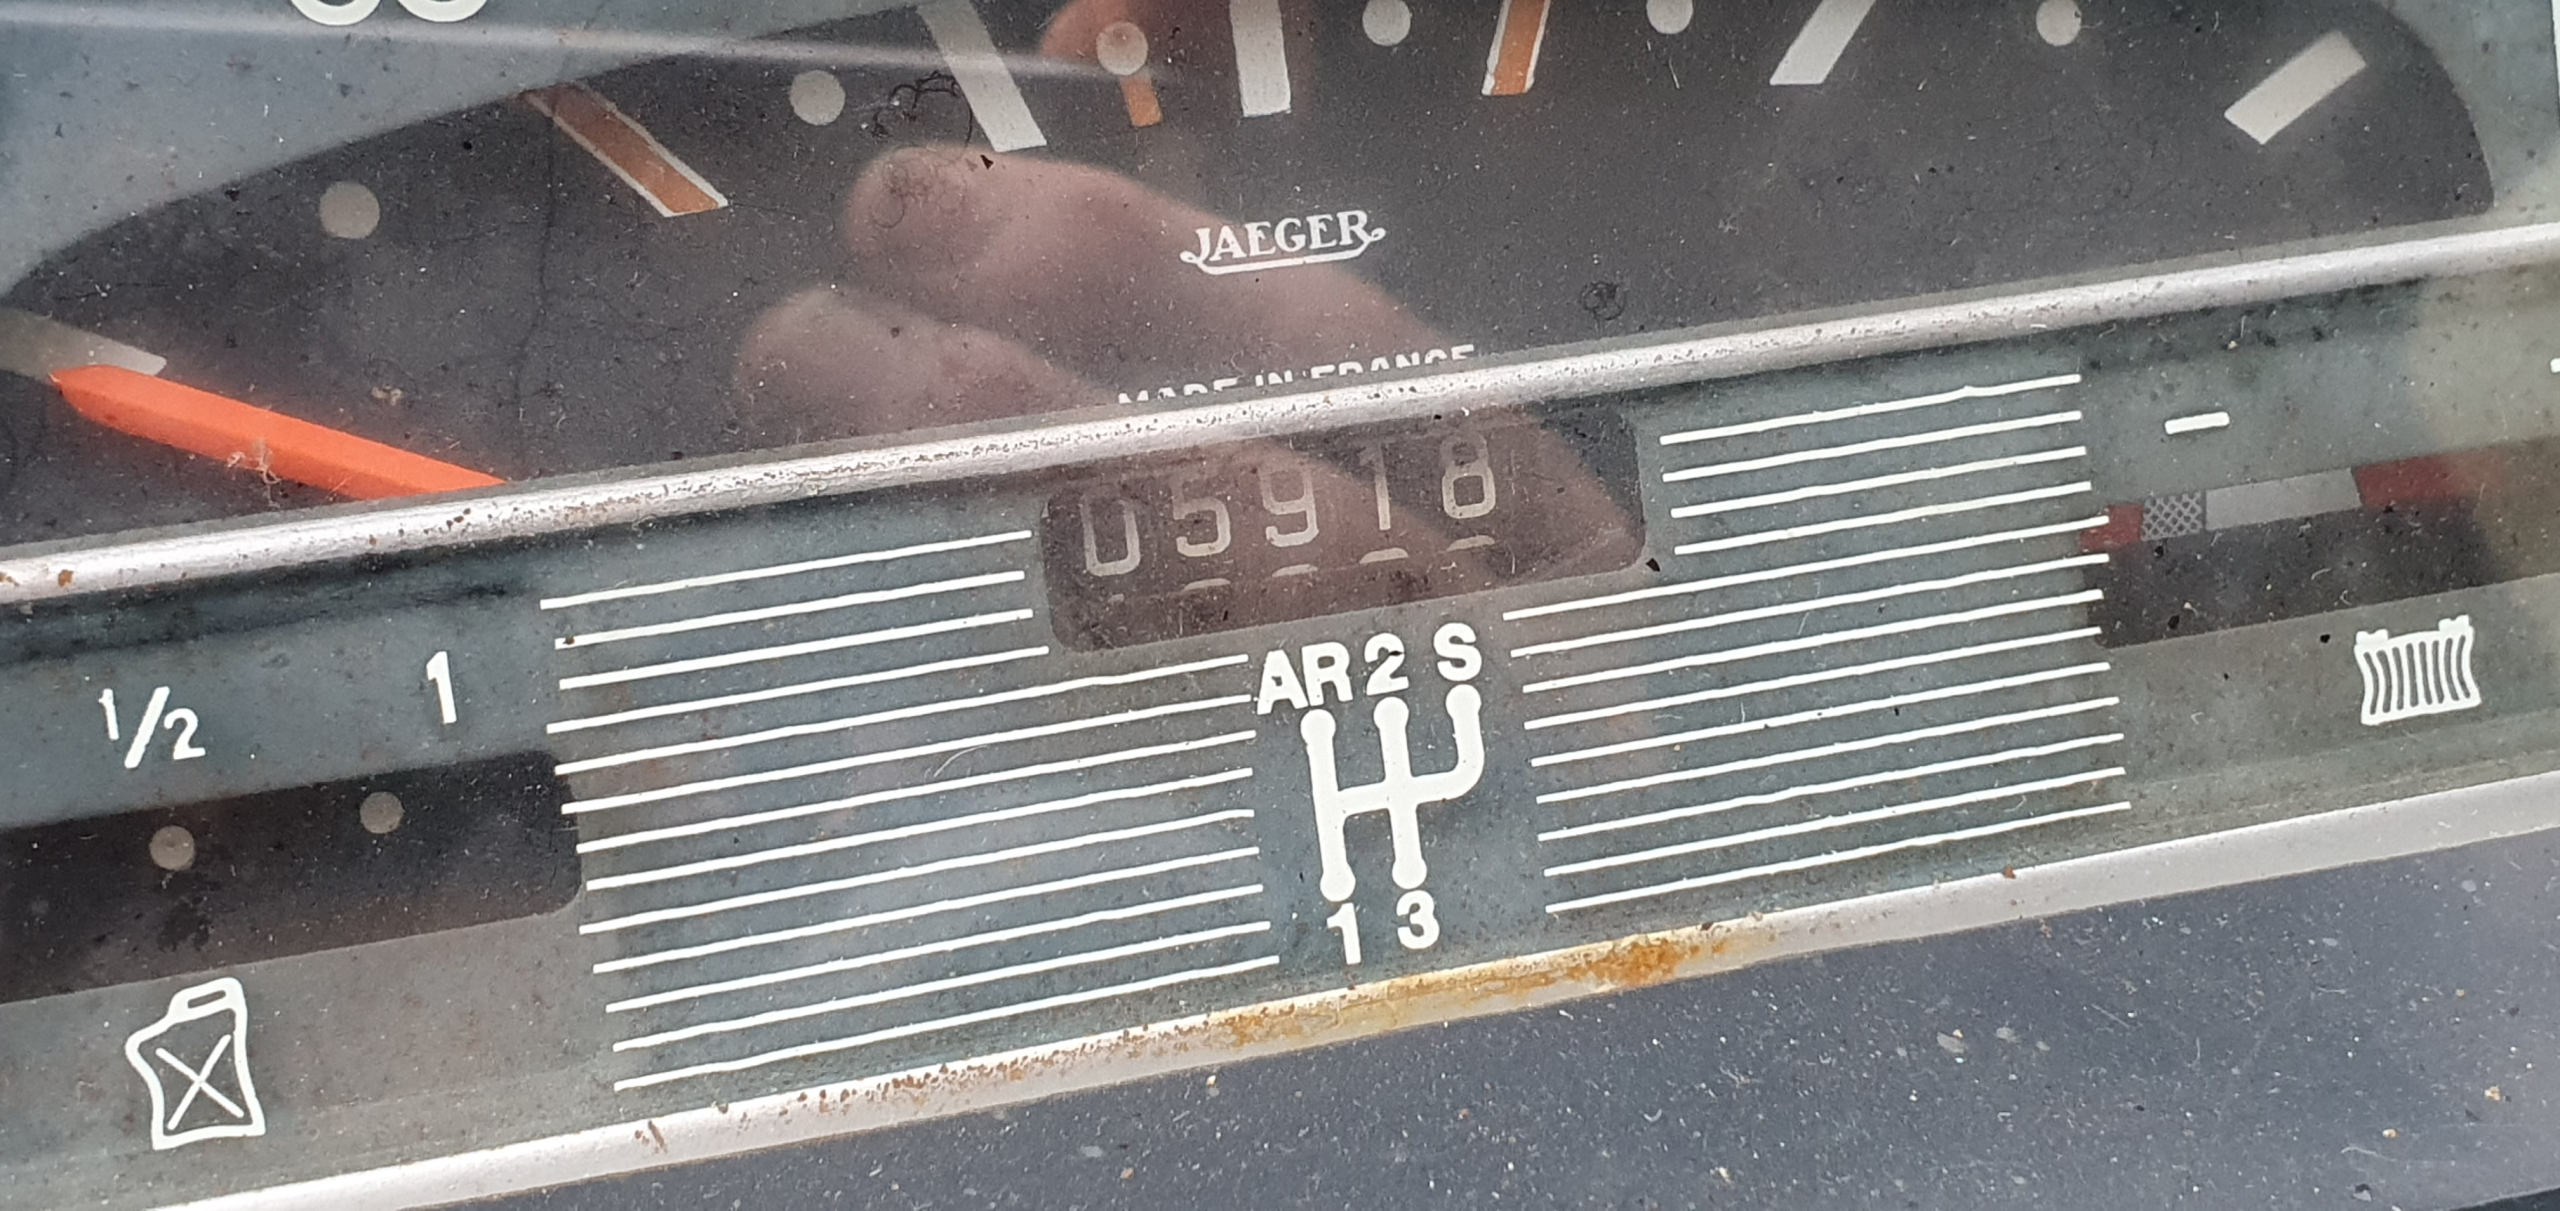 JAEGER
MADE IN FRANCE
05918
1/2 1
AR 2 S
1 3